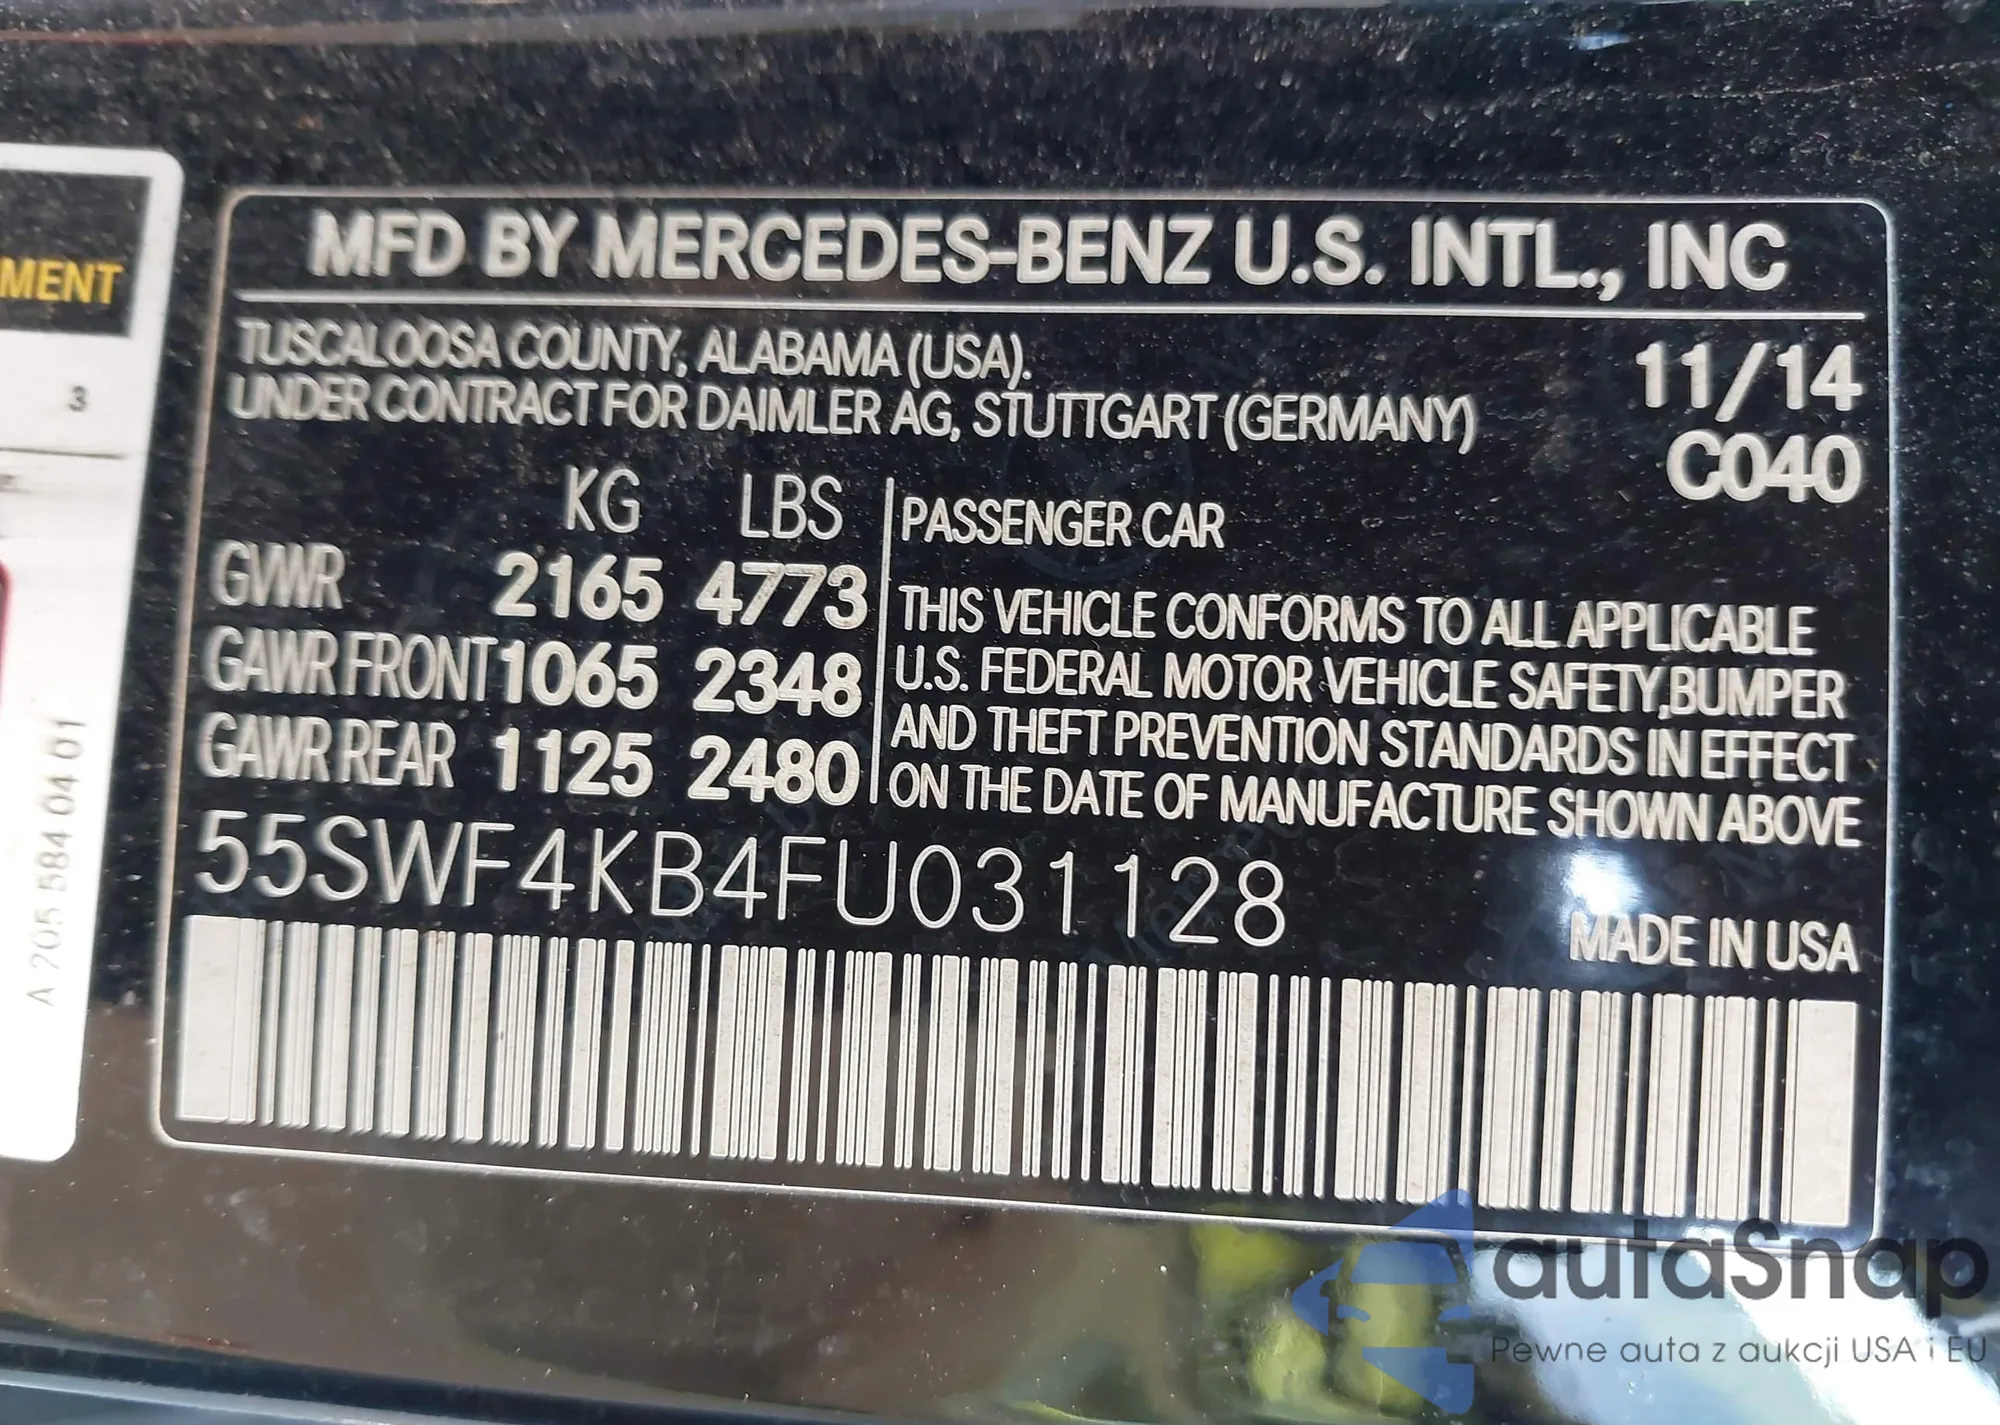 MENT
3
A 205 584 04 01
MFD BY MERCEDES-BENZ U.S. INTL., INC
TUSCALOOSA COUNTY, ALABAMA (USA).
UNDER CONTRACT FOR DAIMLER AG, STUTTGART (GERMANY)
11/14
C040
KG LBS
GVWR 2165 4773
GAWR FRONT 1065 2348
GAWR REAR 1125 2480
PASSENGER CAR
THIS VEHICLE CONFORMS TO ALL APPLICABLE
U.S. FEDERAL MOTOR VEHICLE SAFETY,BUMPER
AND THEFT PREVENTION STANDARDS IN EFFECT
ON THE DATE OF MANUFACTURE SHOWN ABOVE
55SWF4KB4FU031128
MADE IN USA
autaSnap
Pewne auta z aukcji USA i EU